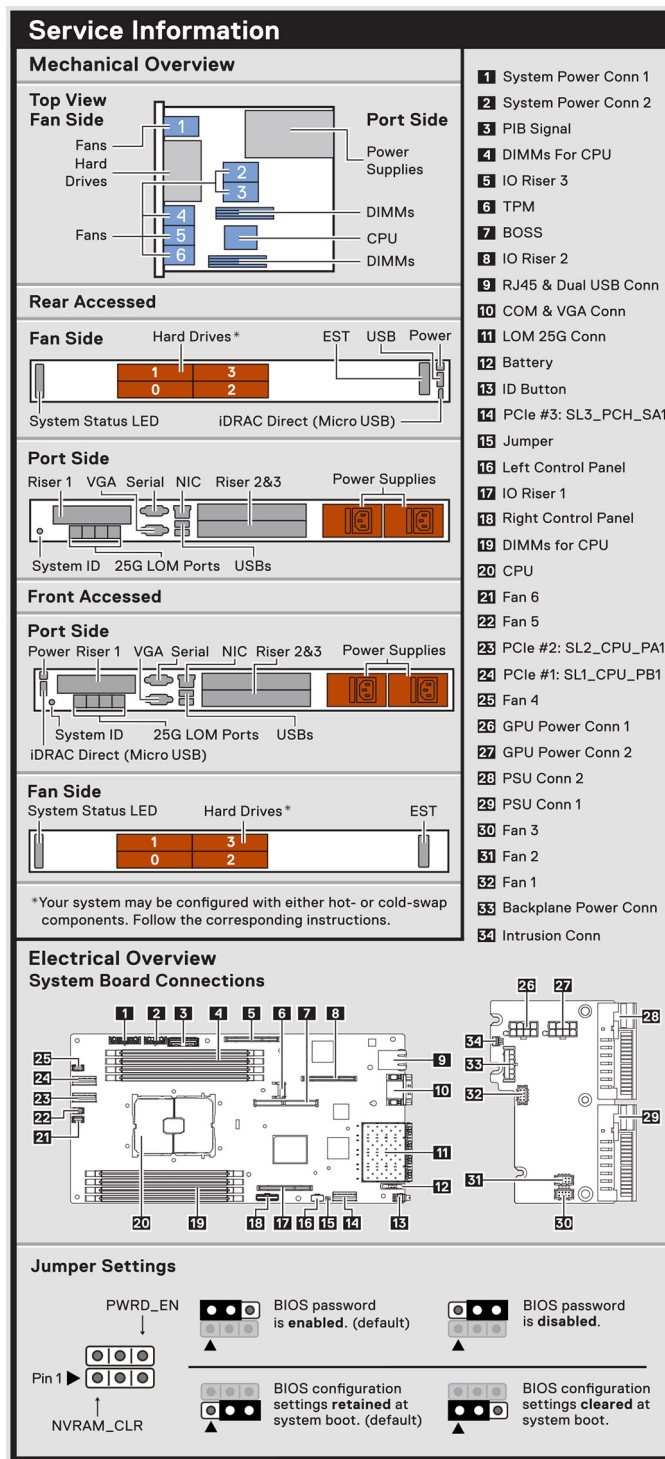 Service Information
Mechanical Overview
Top View
Fan Side
Port Side
Fans
Hard
Drives
Fans
1
2
3
4
5
6
Power
Supplies
DIMMs
CPU
DIMMs
Rear Accessed
Fan Side
Hard Drives*
EST
USB
Power
1
3
0
2
System Status LED
iDRAC Direct (Micro USB)
Port Side
Riser 1
VGA
Serial
NIC
Riser 2&3
Power Supplies
System ID
25G LOM Ports
USBs
Front Accessed
Port Side
Power
Riser 1
VGA
Serial
NIC
Riser 2&3
Power Supplies
System ID
25G LOM Ports
USBs
iDRAC Direct (Micro USB)
Fan Side
System Status LED
Hard Drives*
EST
1
3
0
2
*Your system may be configured with either hot- or cold-swap
components. Follow the corresponding instructions.
1 System Power Conn 1
2 System Power Conn 2
3 PIB Signal
4 DIMMs For CPU
5 IO Riser 3
6 TPM
7 BOSS
8 IO Riser 2
9 RJ45 & Dual USB Conn
10 COM & VGA Conn
11 LOM 25G Conn
12 Battery
13 ID Button
14 PCIe #3: SL3_PCH_SA1
15 Jumper
16 Left Control Panel
17 IO Riser 1
18 Right Control Panel
19 DIMMs for CPU
20 CPU
21 Fan 6
22 Fan 5
23 PCIe #2: SL2_CPU_PA1
24 PCIe #1: SL1_CPU_PB1
25 Fan 4
26 GPU Power Conn 1
27 GPU Power Conn 2
28 PSU Conn 2
29 PSU Conn 1
30 Fan 3
31 Fan 2
32 Fan 1
33 Backplane Power Conn
34 Intrusion Conn
Electrical Overview
System Board Connections
1
2
3
4
5
6
7
8
9
10
11
12
13
14
15
16
17
18
19
20
21
22
23
24
25
26
27
28
29
30
31
32
33
34
Jumper Settings
PWRD_EN
Pin 1
NVRAM_CLR
BIOS password
is enabled. (default)
BIOS password
is disabled.
BIOS configuration
settings retained at
system boot. (default)
BIOS configuration
settings cleared at
system boot.